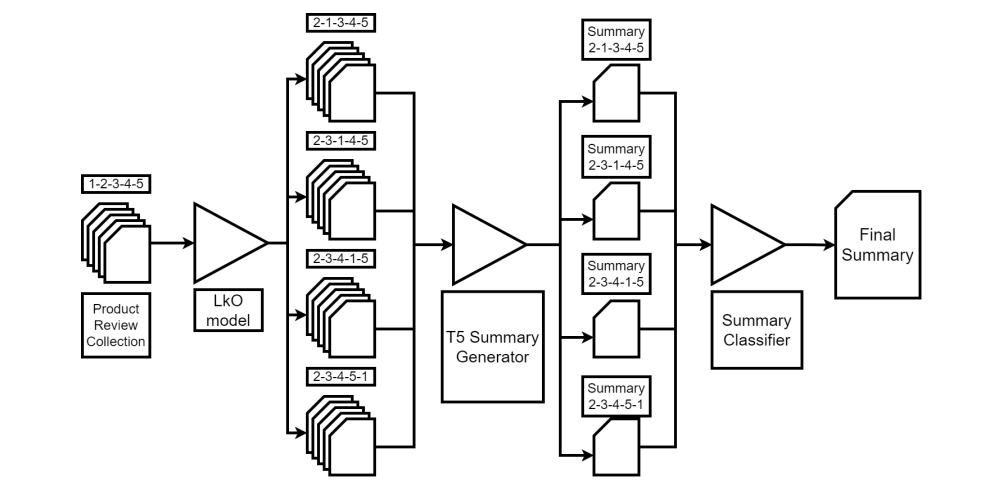 1-2-3-4-5
Product
Review
Collection
LkO
model
2-1-3-4-5
2-3-1-4-5
2-3-4-1-5
2-3-4-5-1
T5 Summary
Generator
Summary
2-1-3-4-5
Summary
2-3-1-4-5
Summary
2-3-4-1-5
Summary
2-3-4-5-1
Summary
Classifier
Final
Summary